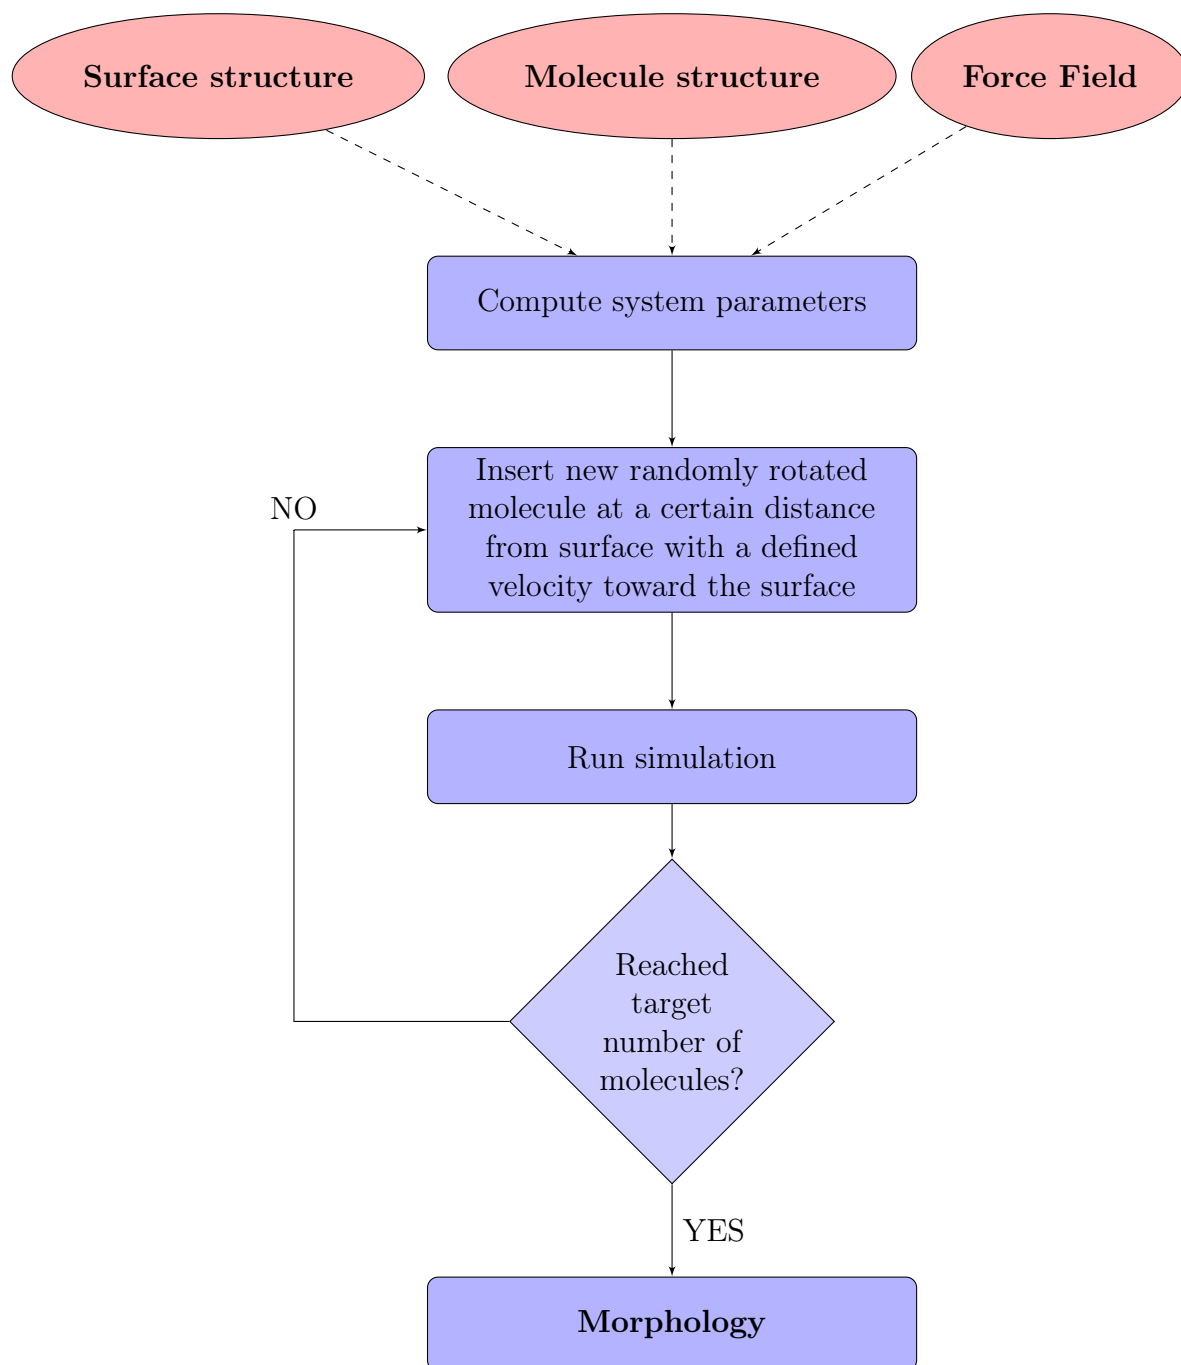 Surface structure
Molecule structure
Force Field
Compute system parameters
Insert new randomly rotated
molecule at a certain distance
from surface with a defined
velocity toward the surface
NO
Run simulation
Reached
target
number of
molecules?
YES
Morphology